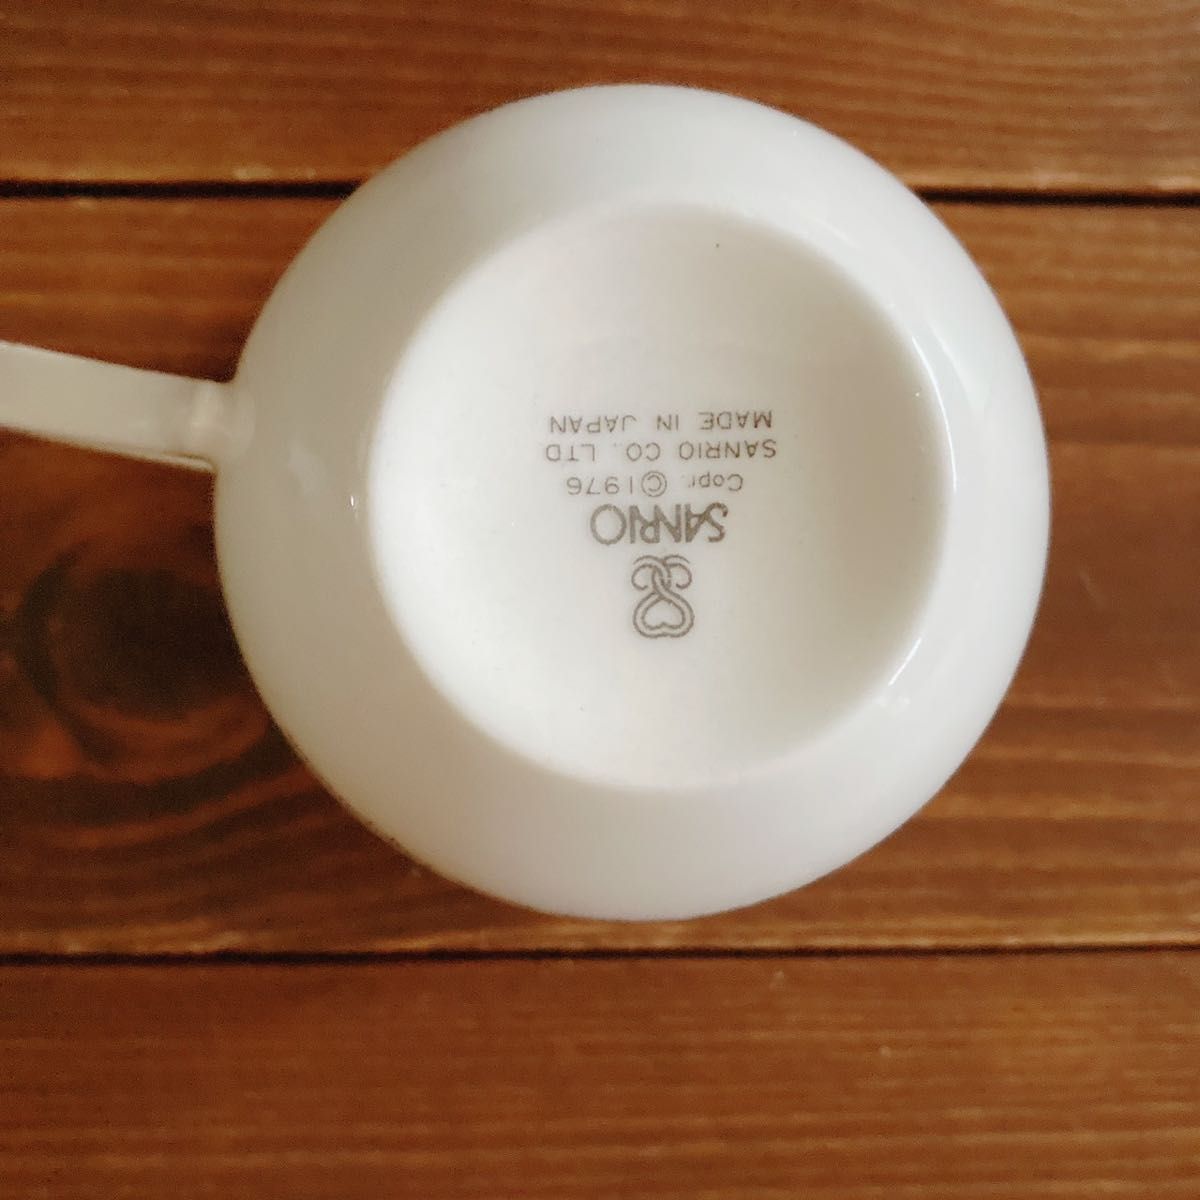 SANRIO
Copr. ©1976
SANRIO CO., LTD
MADE IN JAPAN